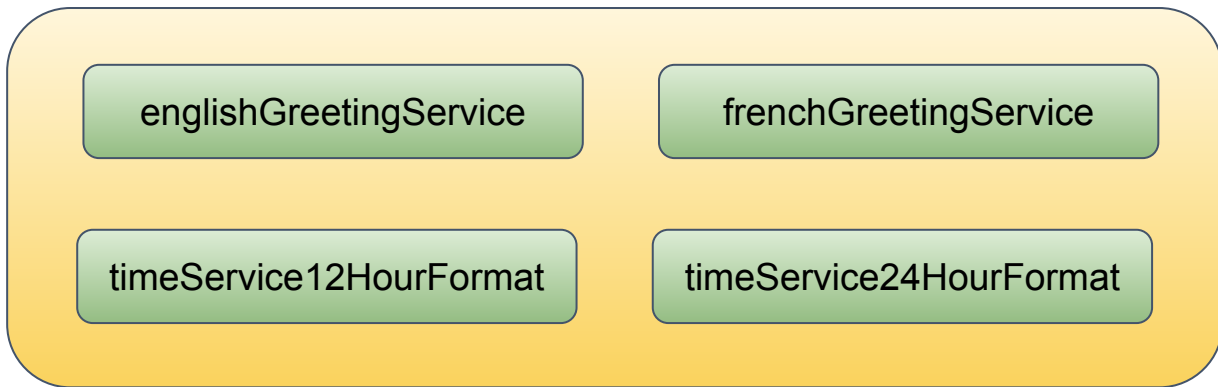 englishGreetingService
frenchGreetingService
timeService12HourFormat
timeService24HourFormat